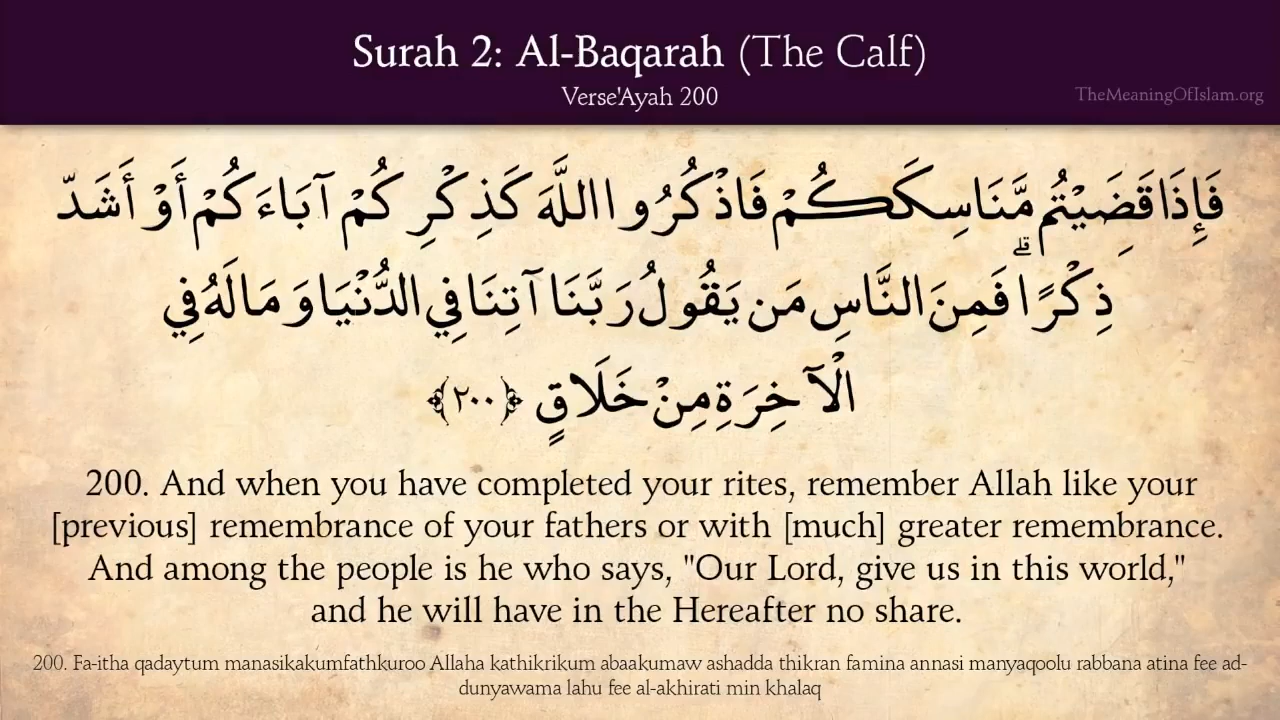 Surah 2: Al-Baqarah (The Calf)
Verse'Ayah 200
TheMeaningOfIslam.org
فَإِذَا قَضَيْتُم مَّنَاسِكَكُمْ فَاذْكُرُوا اللَّهَ كَذِكْرِكُمْ آبَاءَكُمْ أَوْ أَشَدَّ
ذِكْرًا ۗ فَمِنَ النَّاسِ مَن يَقُولُ رَبَّنَا آتِنَا فِي الدُّنْيَا وَمَا لَهُ فِي
الْآخِرَةِ مِنْ خَلَاقٍ ﴿٢٠٠﴾
200. And when you have completed your rites, remember Allah like your
[previous] remembrance of your fathers or with [much] greater remembrance.
And among the people is he who says, "Our Lord, give us in this world,"
and he will have in the Hereafter no share.
200. Fa-itha qadaytum manasikakumfathkuroo Allaha kathikrikum abaakumaw ashadda thikran famina annasi manyaqoolu rabbana atina fee ad-
dunyawama lahu fee al-akhirati min khalaq